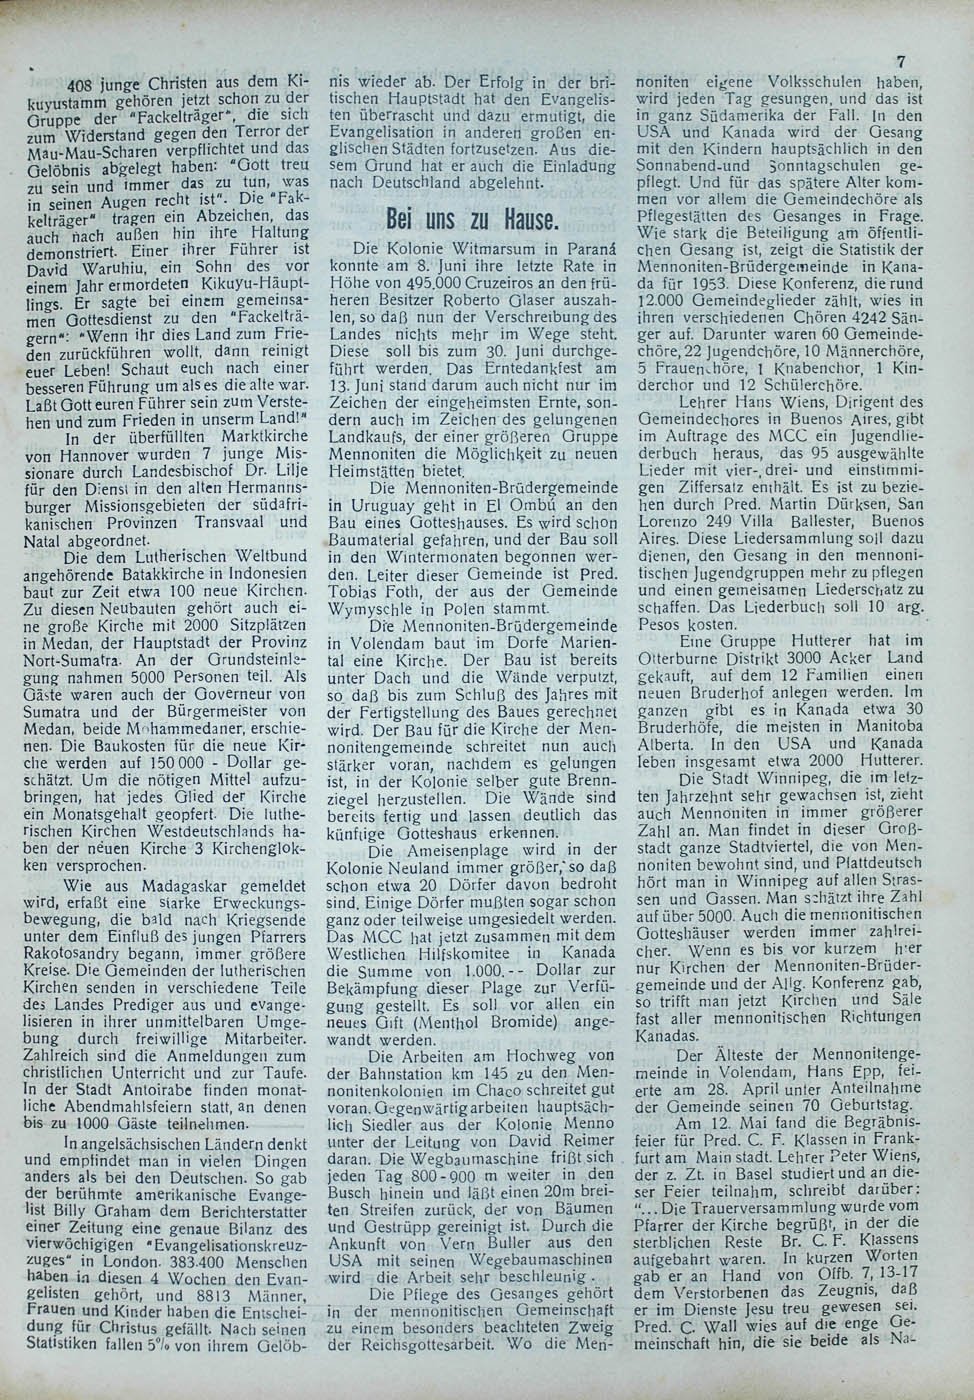 7
408 junge Christen aus dem Ki-
kuyustamm gehören jetzt schon zu der
Gruppe der "Fackelträger", die sich
zum Widerstand gegen den Terror der
Mau-Mau-Scharen verpflichtet und das
Gelöbnis abgelegt haben: "Gott treu
zu sein und immer das zu tun, was
in seinen Augen recht ist". Die "Fak-
kelträger" tragen ein Abzeichen, das
auch nach außen hin ihre Haltung
demonstriert. Einer ihrer Führer ist
David Waruhiu, ein Sohn des vor
einem Jahr ermordeten Kikuyu-Häupt-
lings. Er sagte bei einem gemeinsa-
men Gottesdienst zu den "Fackelträ-
gern": "Wenn ihr dies Land zum Frie-
den zurückführen wollt, dann reinigt
euer Leben! Schaut euch nach einer
besseren Führung um als es die alte war.
Laßt Gott euren Führer sein zum Verste-
hen und zum Frieden in unserm Land!"
In der überfüllten Marktkirche
von Hannover wurden 7 junge Mis-
sionare durch Landesbischof Dr. Lilje
für den Dienst in den alten Hermanns-
burger Missionsgebieten der südafri-
kanischen Provinzen Transvaal und
Natal abgeordnet.
Die dem Lutherischen Weltbund
angehörende Batakkirche in Indonesien
baut zur Zeit etwa 100 neue Kirchen.
Zu diesen Neubauten gehört auch ei-
ne große Kirche mit 2000 Sitzplätzen
in Medan, der Hauptstadt der Provinz
Nort-Sumatra. An der Grundsteinle-
gung nahmen 5000 Personen teil. Als
Gäste waren auch der Governeur von
Sumatra und der Bürgermeister von
Medan, beide Mohammedaner, erschie-
nen. Die Baukosten für die neue Kir-
che werden auf 150000 - Dollar ge-
schätzt. Um die nötigen Mittel aufzu-
bringen, hat jedes Glied der Kirche
ein Monatsgehalt geopfert. Die luthe-
rischen Kirchen Westdeutschlands ha-
ben der neuen Kirche 3 Kirchenglok-
ken versprochen.
Wie aus Madagaskar gemeldet
wird, erfaßt eine starke Erweckungs-
bewegung, die bald nach Kriegsende
unter dem Einfluß des jungen Pfarrers
Rakotosandry begann, immer größere
Kreise. Die Gemeinden der lutherischen
Kirchen senden in verschiedene Teile
des Landes Prediger aus und evange-
lisieren in ihrer unmittelbaren Umge-
bung durch freiwillige Mitarbeiter.
Zahlreich sind die Anmeldungen zum
christlichen Unterricht und zur Taufe.
In der Stadt Antoirabe finden monat-
liche Abendmahlsfeiern statt, an denen
bis zu 1000 Gäste teilnehmen.
In angelsächsischen Ländern denkt
und empfindet man in vielen Dingen
anders als bei den Deutschen. So gab
der berühmte amerikanische Evange-
list Billy Graham dem Berichterstatter
einer Zeitung eine genaue Bilanz des
vierwöchigen "Evangelisationskreuz-
zuges" in London. 383.400 Menschen
haben in diesen 4 Wochen den Evan-
gelisten gehört, und 8813 Männer,
Frauen und Kinder haben die Entschei-
dung für Christus gefällt. Nach seinen
Statistiken fallen 5% von ihrem Gelöb-
nis wieder ab. Der Erfolg in der bri-
tischen Hauptstadt hat den Evangelis-
ten überrascht und dazu ermutigt, die
Evangelisation in anderen großen en-
glischen Städten fortzusetzen. Aus die-
sem Grund hat er auch die Einladung
nach Deutschland abgelehnt.
Bei uns zu Hause.
Die Kolonie Witmarsum in Paraná
konnte am 8. Juni ihre letzte Rate in
Höhe von 495.000 Cruzeiros an den frü-
heren Besitzer Roberto Glaser auszah-
len, so daß nun der Verschreibung des
Landes nichts mehr im Wege steht.
Diese soll bis zum 30. Juni durchge-
führt werden. Das Erntedankfest am
13. Juni stand darum auch nicht nur im
Zeichen der eingeheimsten Ernte, son-
dern auch im Zeichen des gelungenen
Landkaufs, der einer größeren Gruppe
Mennoniten die Möglichkeit zu neuen
Heimstätten bietet.
Die Mennoniten-Brüdergemeinde
in Uruguay geht in El Ombú an den
Bau eines Gotteshauses. Es wird schon
Baumaterial gefahren, und der Bau soll
in den Wintermonaten begonnen wer-
den. Leiter dieser Gemeinde ist Pred.
Tobias Foth, der aus der Gemeinde
Wymyschle in Polen stammt.
Die Mennoniten-Brüdergemeinde
in Volendam baut im Dorfe Marien-
tal eine Kirche. Der Bau ist bereits
unter Dach und die Wände verputzt,
so daß bis zum Schluß des Jahres mit
der Fertigstellung des Baues gerechnet
wird. Der Bau für die Kirche der Men-
nonitengemeinde schreitet nun auch
stärker voran, nachdem es gelungen
ist, in der Kolonie selber gute Brenn-
ziegel herzustellen. Die Wände sind
bereits fertig und lassen deutlich das
künftige Gotteshaus erkennen.
Die Ameisenplage wird in der
Kolonie Neuland immer größer, so daß
schon etwa 20 Dörfer davon bedroht
sind. Einige Dörfer mußten sogar schon
ganz oder teilweise umgesiedelt werden.
Das MCC hat jetzt zusammen mit dem
Westlichen Hilfskomitee in Kanada
die Summe von 1.000.-- Dollar zur
Bekämpfung dieser Plage zur Verfü-
gung gestellt. Es soll vor allen ein
neues Gift (Menthol Bromide) ange-
wandt werden.
Die Arbeiten am Hochweg von
der Bahnstation km 145 zu den Men-
nonitenkolonien im Chaco schreitet gut
voran. Gegenwärtig arbeiten hauptsäch-
lich Siedler aus der Kolonie Menno
unter der Leitung von David Reimer
daran. Die Wegbaumaschine frißt sich
jeden Tag 800-900 m weiter in den
Busch hinein und läßt einen 20m brei-
ten Streifen zurück, der von Bäumen
und Gestrüpp gereinigt ist. Durch die
Ankunft von Vern Buller aus den
USA mit seinen Wegebaumaschinen
wird die Arbeit sehr beschleunig .
Die Pflege des Gesanges gehört
in der mennonitischen Gemeinschaft
zu einem besonders beachteten Zweig
der Reichsgottesarbeit. Wo die Men-
noniten eigene Volksschulen haben,
wird jeden Tag gesungen, und das ist
in ganz Südamerika der Fall. In den
USA und Kanada wird der Gesang
mit den Kindern hauptsächlich in den
Sonnabend-und Sonntagschulen ge-
pflegt. Und für das spätere Alter kom-
men vor allem die Gemeindechöre als
Pflegestätten des Gesanges in Frage.
Wie stark die Beteiligung am öffentli-
chen Gesang ist, zeigt die Statistik der
Mennoniten-Brüdergemeinde in Kana-
da für 1953. Diese Konferenz, die rund
12.000 Gemeindeglieder zählt, wies in
ihren verschiedenen Chören 4242 Sän-
ger auf. Darunter waren 60 Gemeinde-
chöre, 22 Jugendchöre, 10 Männerchöre,
5 Frauenchöre, 1 Knabenchor, 1 Kin-
derchor und 12 Schülerchöre.
Lehrer Hans Wiens, Dirigent des
Gemeindechores in Buenos Aires, gibt
im Auftrage des MCC ein Jugendlie-
derbuch heraus, das 95 ausgewählte
Lieder mit vier-, drei- und einstimmi-
gen Ziffersatz enthält. Es ist zu bezie-
hen durch Pred. Martin Dürksen, San
Lorenzo 249 Villa Ballester, Buenos
Aires. Diese Liedersammlung soll dazu
dienen, den Gesang in den mennoni-
tischen Jugendgruppen mehr zu pflegen
und einen gemeisamen Liederschatz zu
schaffen. Das Liederbuch soll 10 arg.
Pesos kosten.
Eine Gruppe Hutterer hat im
Otterburne Distrikt 3000 Acker Land
gekauft, auf dem 12 Familien einen
neuen Bruderhof anlegen werden. Im
ganzen gibt es in Kanada etwa 30
Bruderhöfe, die meisten in Manitoba
Alberta. In den USA und Kanada
leben insgesamt etwa 2000 Hutterer.
Die Stadt Winnipeg, die im letz-
ten Jahrzehnt sehr gewachsen ist, zieht
auch Mennoniten in immer größerer
Zahl an. Man findet in dieser Groß-
stadt ganze Stadtviertel, die von Men-
noniten bewohnt sind, und Plattdeutsch
hört man in Winnipeg auf allen Stras-
sen und Gassen. Man schätzt ihre Zahl
auf über 5000. Auch die mennonitischen
Gotteshäuser werden immer zahlrei-
cher. Wenn es bis vor kurzem hier
nur Kirchen der Mennoniten-Brüder-
gemeinde und der Allg. Konferenz gab,
so trifft man jetzt Kirchen und Säle
fast aller mennonitischen Richtungen
Kanadas.
Der Älteste der Mennonitenge-
meinde in Volendam, Hans Epp, fei-
erte am 28. April unter Anteilnahme
der Gemeinde seinen 70 Geburtstag.
Am 12. Mai fand die Begräbnis-
feier für Pred. C. F. Klassen in Frank-
furt am Main statt. Lehrer Peter Wiens,
der z. Zt. in Basel studiert und an die-
ser Feier teilnahm, schreibt darüber:
"... Die Trauerversammlung wurde vom
Pfarrer der Kirche begrüßt, in der die
sterblichen Reste Br. C. F. Klassens
aufgebahrt waren. In kurzen Worten
gab er an Hand von Offb. 7, 13-17
dem Verstorbenen das Zeugnis, daß
er im Dienste Jesu treu gewesen sei.
Pred. C. Wall wies auf die enge Ge-
meinschaft hin, die sie beide als Na-